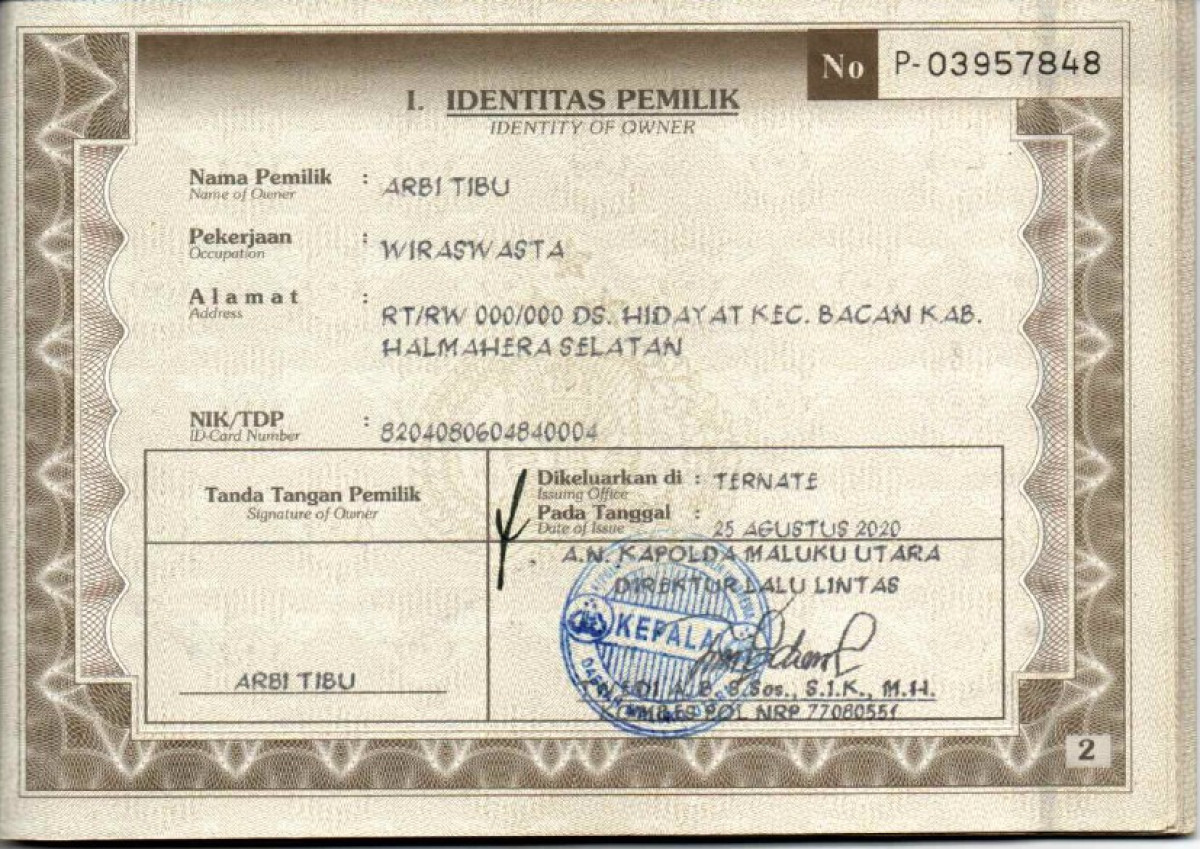 No P-03957848
I. IDENTITAS PEMILIK
IDENTITY OF OWNER
Nama Pemilik : ARBI TIBU
Name of Owner
Pekerjaan : WIRASWASTA
Occupation
Alamat : RT/RW 000/000 DS. HIDAYAT KEC. BACAN KAB.
Address
HALMAHERA SELATAN
NIK/TDP : 8204080604840004
ID-Card Number
Tanda Tangan Pemilik
Signature of Owner
ARBI TIBU
Dikeluarkan di : TERNATE
Issuing Office
Pada Tanggal : 25 AGUSTUS 2020
Date of Issue
A.N. KAPOLDA MALUKU UTARA
DIREKTUR LALU LINTAS
KEPALA
A. B. S.Sos., S.I.K., M.H.
POL NRP 77080551
2